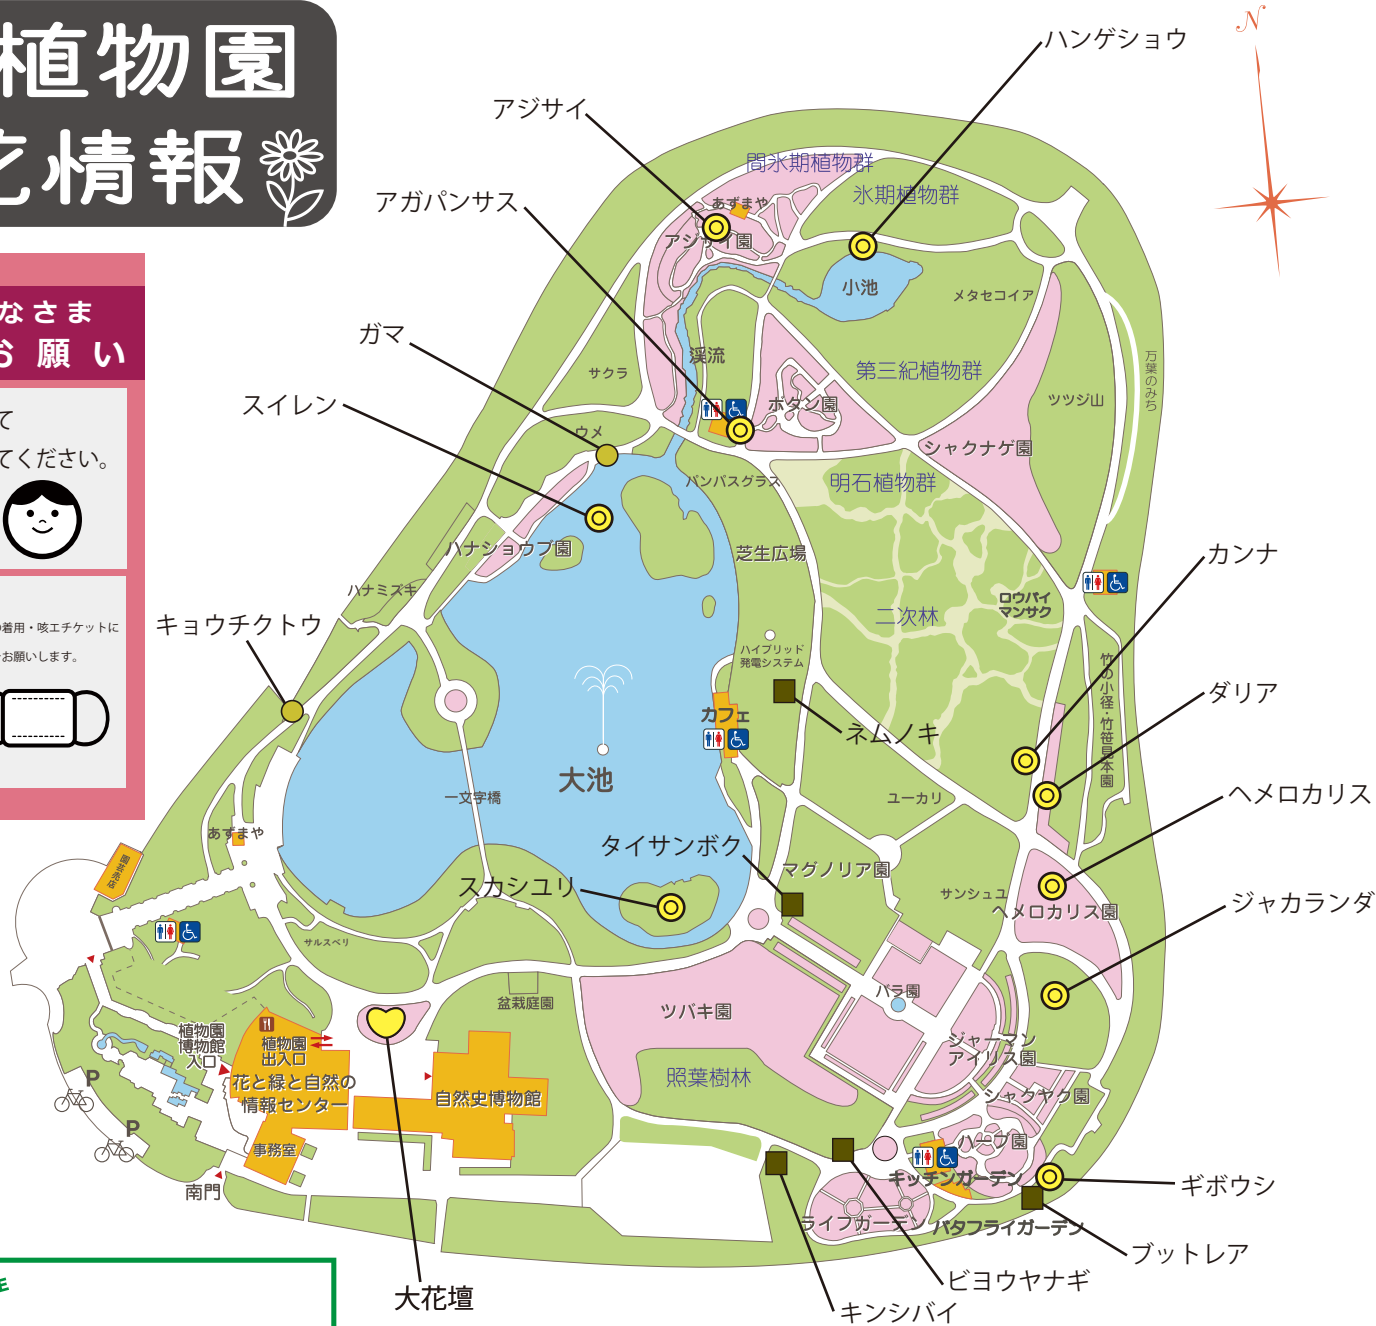 植物園
花情報
N
なさま
お願い
て
てください。
の着用・咳エチケットに
をお願いします。
ハンゲショウ
アジサイ
アガパンサス
ガマ
スイレン
キョウチクトウ
カンナ
ダリア
ヘメロカリス
ジャカランダ
ギボウシ
ブットレア
ビヨウヤナギ
キンシバイ
大花壇
ネムノキ
タイサンボク
スカシユリ
間氷期植物群
氷期植物群
あずまや
アジサイ園
小池
メタセコイア
万葉のみち
渓流
サクラ
第三紀植物群
ツツジ山
ボタン園
ウメ
シャクナゲ園
パンパスグラス
明石植物群
ハナショウブ園
芝生広場
ハナミズキ
二次林
ロウバイ
マンサク
ハイブリッド
発電システム
竹の小径・竹笹見本園
カフェ
大池
一文字橋
ユーカリ
あずまや
園芸売店
マグノリア園
サンシュユ
ヘメロカリス園
サルスベリ
盆栽庭園
ツバキ園
バラ園
植物園
博物館
入口
植物園
出入口
花と緑と自然の
情報センター
自然史博物館
照葉樹林
ジャーマン
アイリス園
シャクヤク園
ハーブ園
キッチンガーデン
P
P
事務室
南門
ライフガーデン
バタフライガーデン